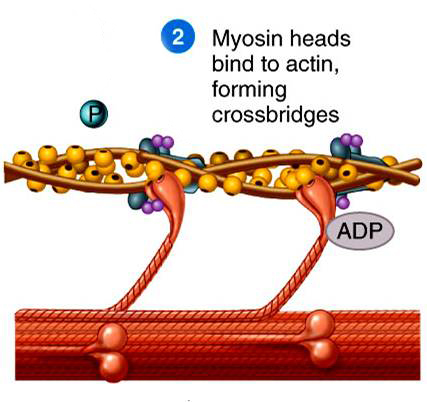 2 Myosin heads
bind to actin,
forming
crossbridges
P
ADP